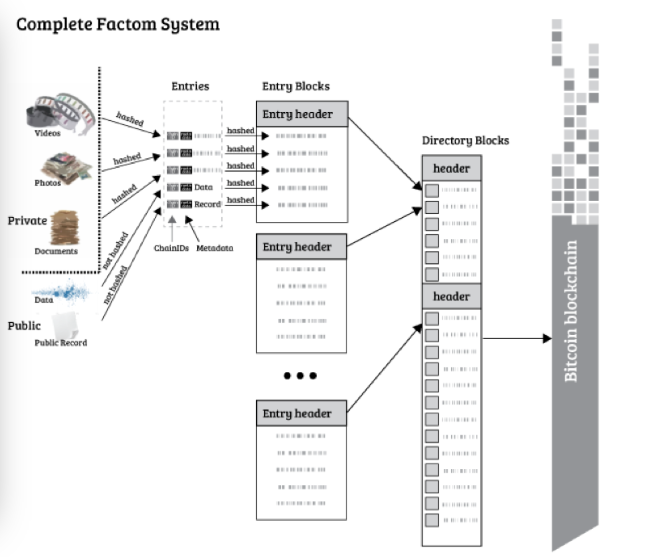 Complete Factom System
Entries
Entry Blocks
Directory Blocks
Videos
Photos
Private
Documents
Data
Public
Public Record
hashed
hashed
hashed
not hashed
not hashed
Data
Record
ChainIDs
Metadata
hashed
hashed
hashed
hashed
hashed
Entry header
Entry header
Entry header
header
header
Bitcoin blockchain